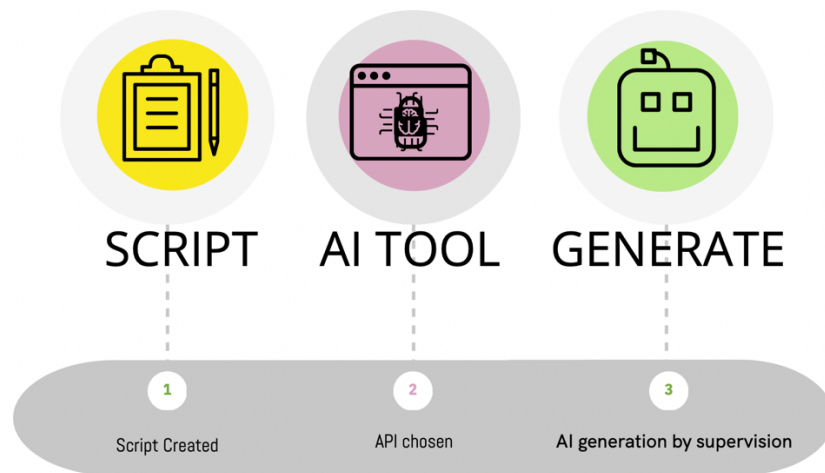 SCRIPT
AI TOOL
GENERATE
1
2
3
Script Created
API chosen
AI generation by supervision